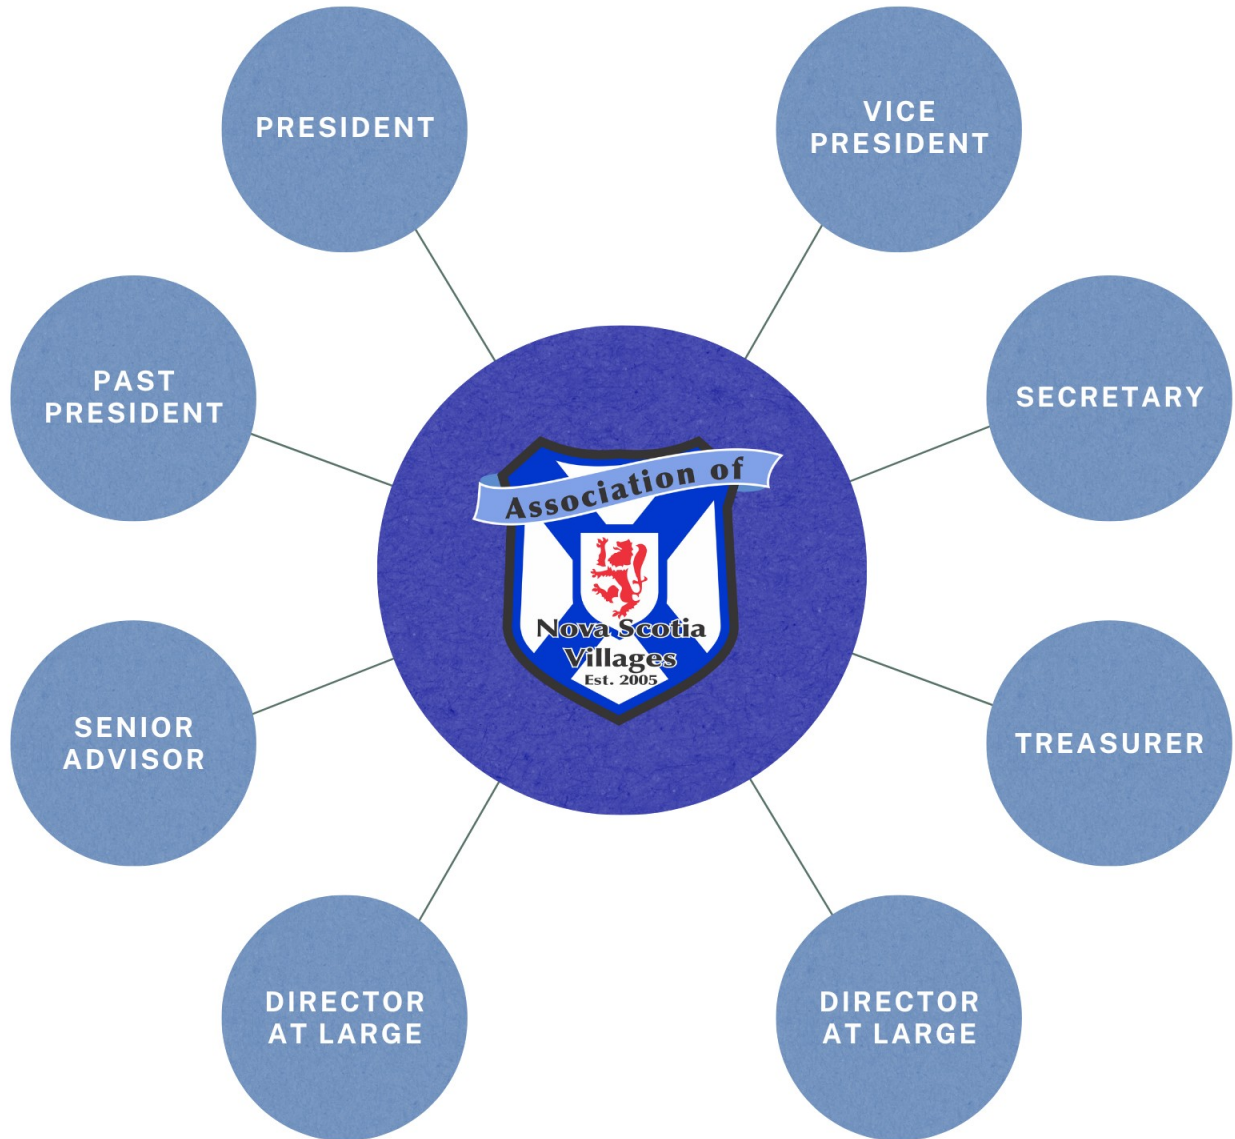 PRESIDENT
VICE
PRESIDENT
PAST
PRESIDENT
SECRETARY
Association of
Nova Scotia
Villages
Est. 2005
SENIOR
ADVISOR
TREASURER
DIRECTOR
AT LARGE
DIRECTOR
AT LARGE